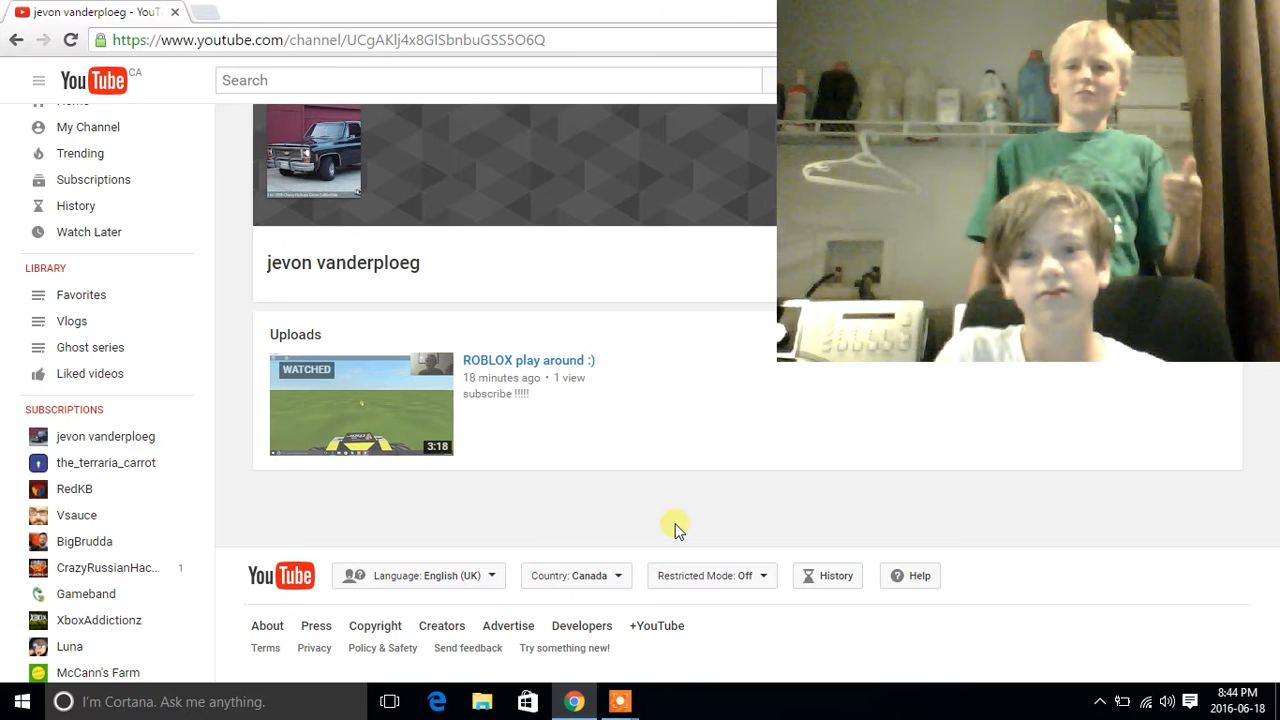 jevon vanderploeg - YouT
https://www.youtube.com/channel/UCgAKlj4x8GlSbnbuGSS5O6Q
YouTube CA
Search
Home
My Channel
Trending
Subscriptions
History
Watch Later
LIBRARY
Favorites
Vlogs
Ghost series
Liked videos
SUBSCRIPTIONS
jevon vanderploeg
the_terraria_carrot
RedKB
Vsauce
BigBrudda
CrazyRussianHac... 1
Gameband
XboxAddictionz
Luna
McCann's Farm
jevon vanderploeg
Uploads
WATCHED
3:18
ROBLOX play around :)
18 minutes ago • 1 view
subscribe !!!!!
YouTube
Language: English (UK)
Country: Canada
Restricted Mode: Off
History
Help
About Press Copyright Creators Advertise Developers +YouTube
Terms Privacy Policy & Safety Send feedback Try something new!
I'm Cortana. Ask me anything.
8:44 PM
2016-06-18